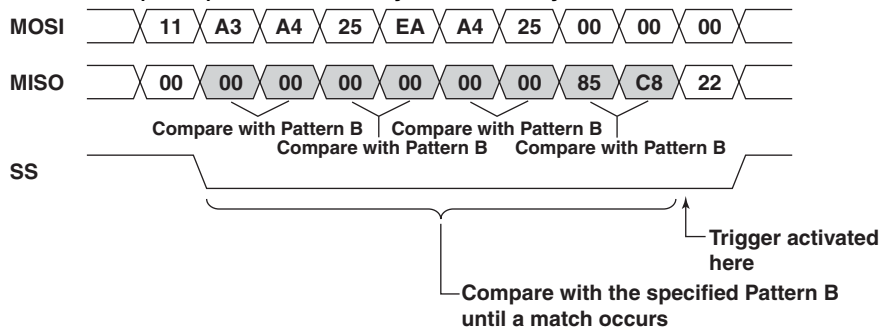 MOSI 11 A3 A4 25 EA A4 25 00 00 00
MISO 00 00 00 00 00 00 00 85 C8 22
Compare with Pattern B Compare with Pattern B
Compare with Pattern B Compare with Pattern B
SS
Trigger activated
here
Compare with the specified Pattern B
until a match occurs